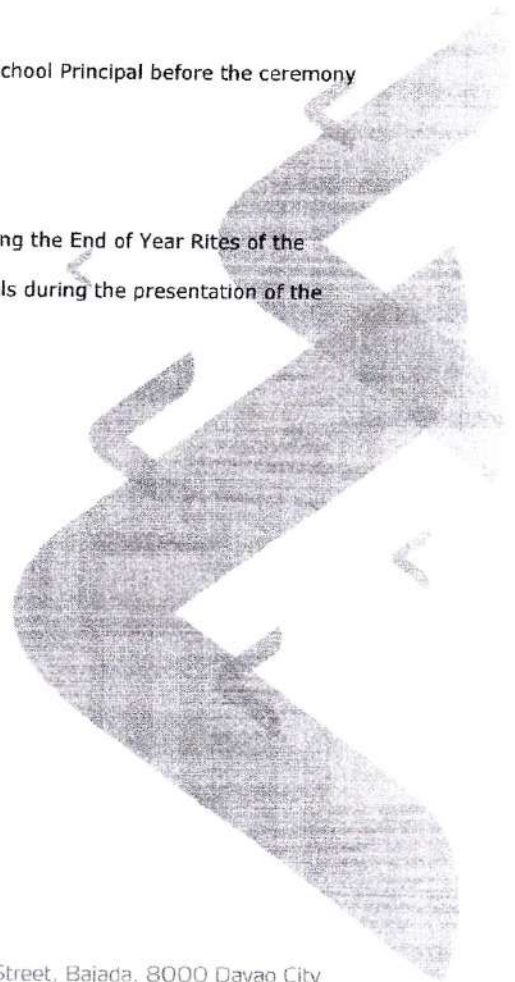 chool Principal before the ceremony
ng the End of Year Rites of the
ls during the presentation of the
Street, Bajada, 8000 Davao City